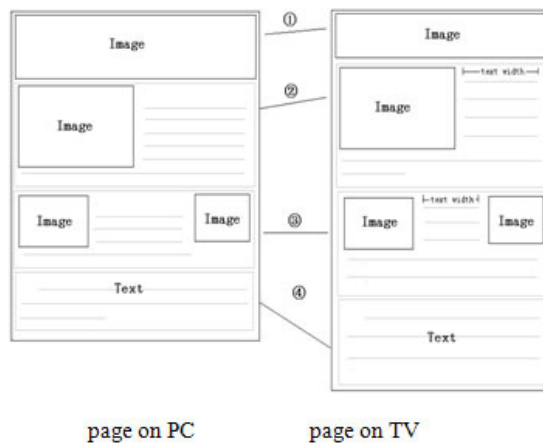 ①
Image
Image
②
Image
Image
text width
③
Image
Image
Image
text width
Image
④
Text
Text
page on PC
page on TV